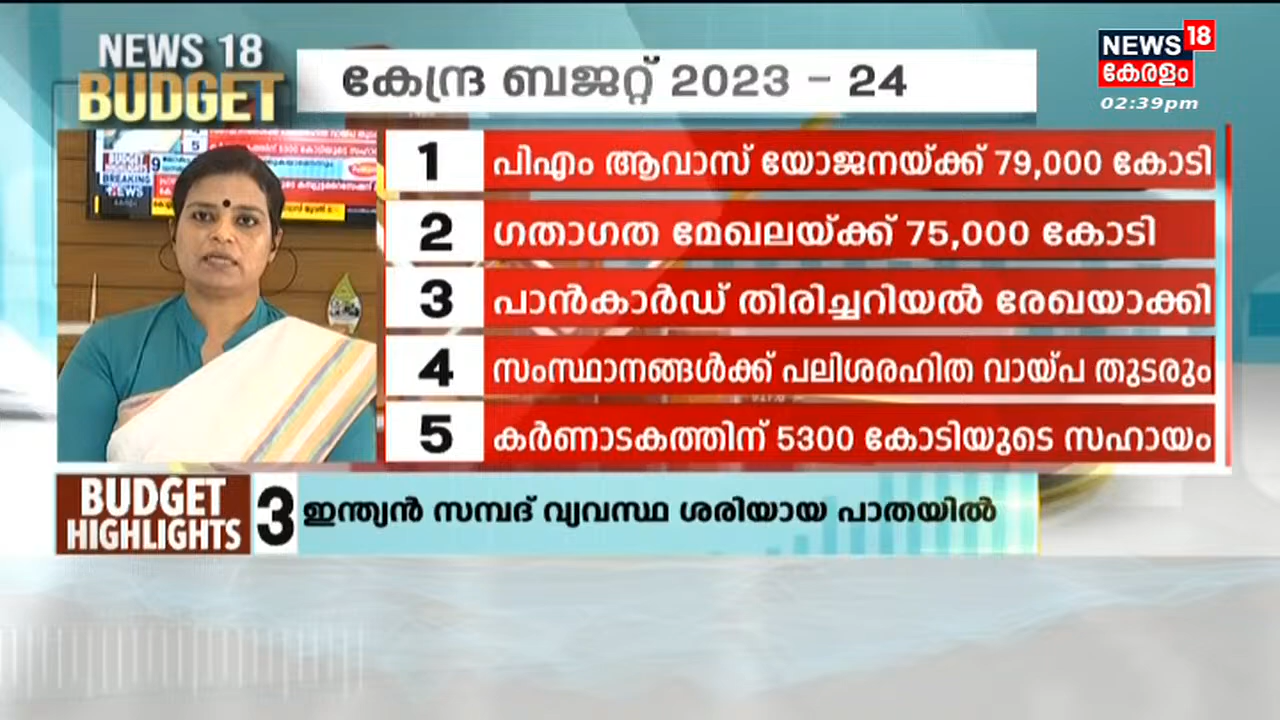 NEWS 18
BUDGET
കേന്ദ്ര ബജറ്റ് 2023 - 24
NEWS 18
കേരളം
02:39pm
1 പിഎം ആവാസ് യോജനയ്ക്ക് 79,000 കോടി
2 ഗതാഗത മേഖലയ്ക്ക് 75,000 കോടി
3 പാൻകാർഡ് തിരിച്ചറിയൽ രേഖയാക്കി
4 സംസ്ഥാനങ്ങൾക്ക് പലിശരഹിത വായ്പ തുടരും
5 കർണാടകത്തിന് 5300 കോടിയുടെ സഹായം
BUDGET
HIGHLIGHTS
3 ഇന്ത്യൻ സമ്പദ് വ്യവസ്ഥ ശരിയായ പാതയിൽ